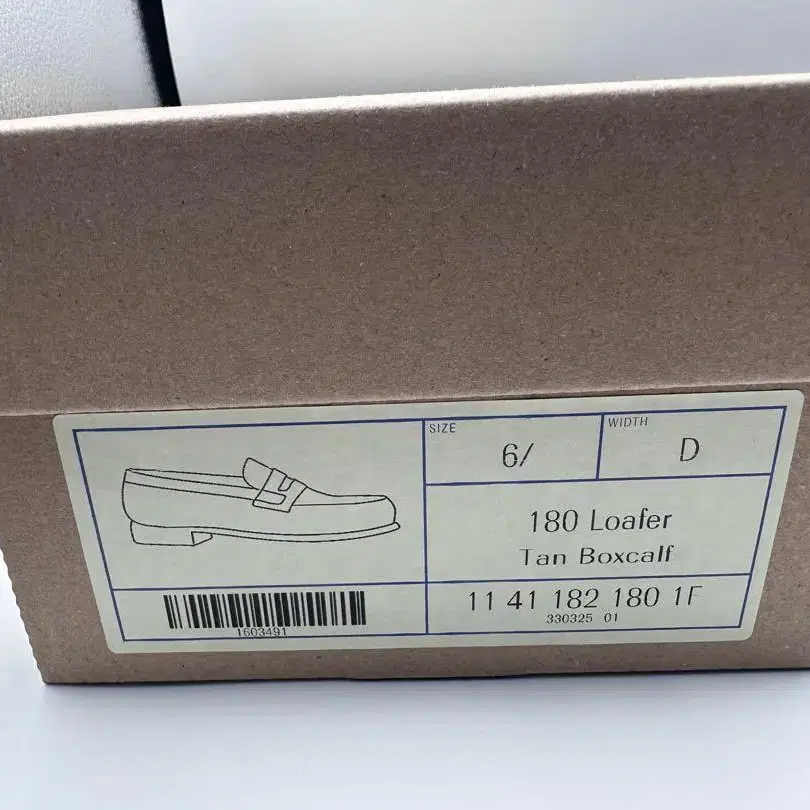 SIZE
6/
WIDTH
D
180 Loafer
Tan Boxcalf
1603491
11 41 182 180 1F
330325 01